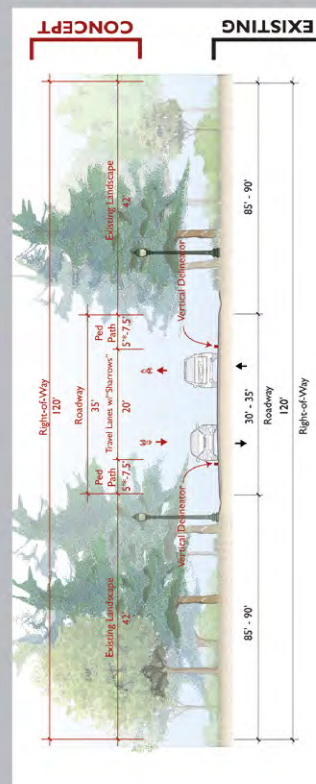 CONCEPT
Right-of-Way
120'
Roadway
35'
Ped
Path
5'*-7.5'
Travel Lanes w/"Sharrows"
20'
Ped
Path
5'*-7.5'
Existing Landscape
42'
Existing Landscape
42'
Vertical Delineator
Vertical Delineator
EXISTING
85' - 90'
30' - 35'
85' - 90'
Roadway
120'
Right-of-Way